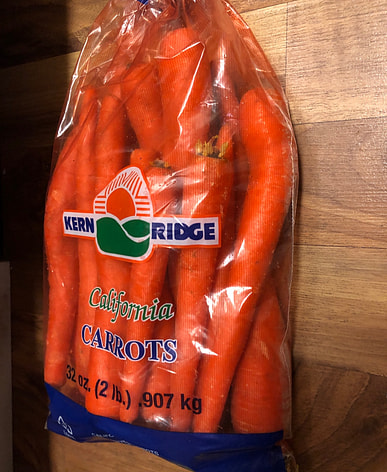 KERN RIDGE
California
CARROTS
32 oz. (2 lb.) .907 kg